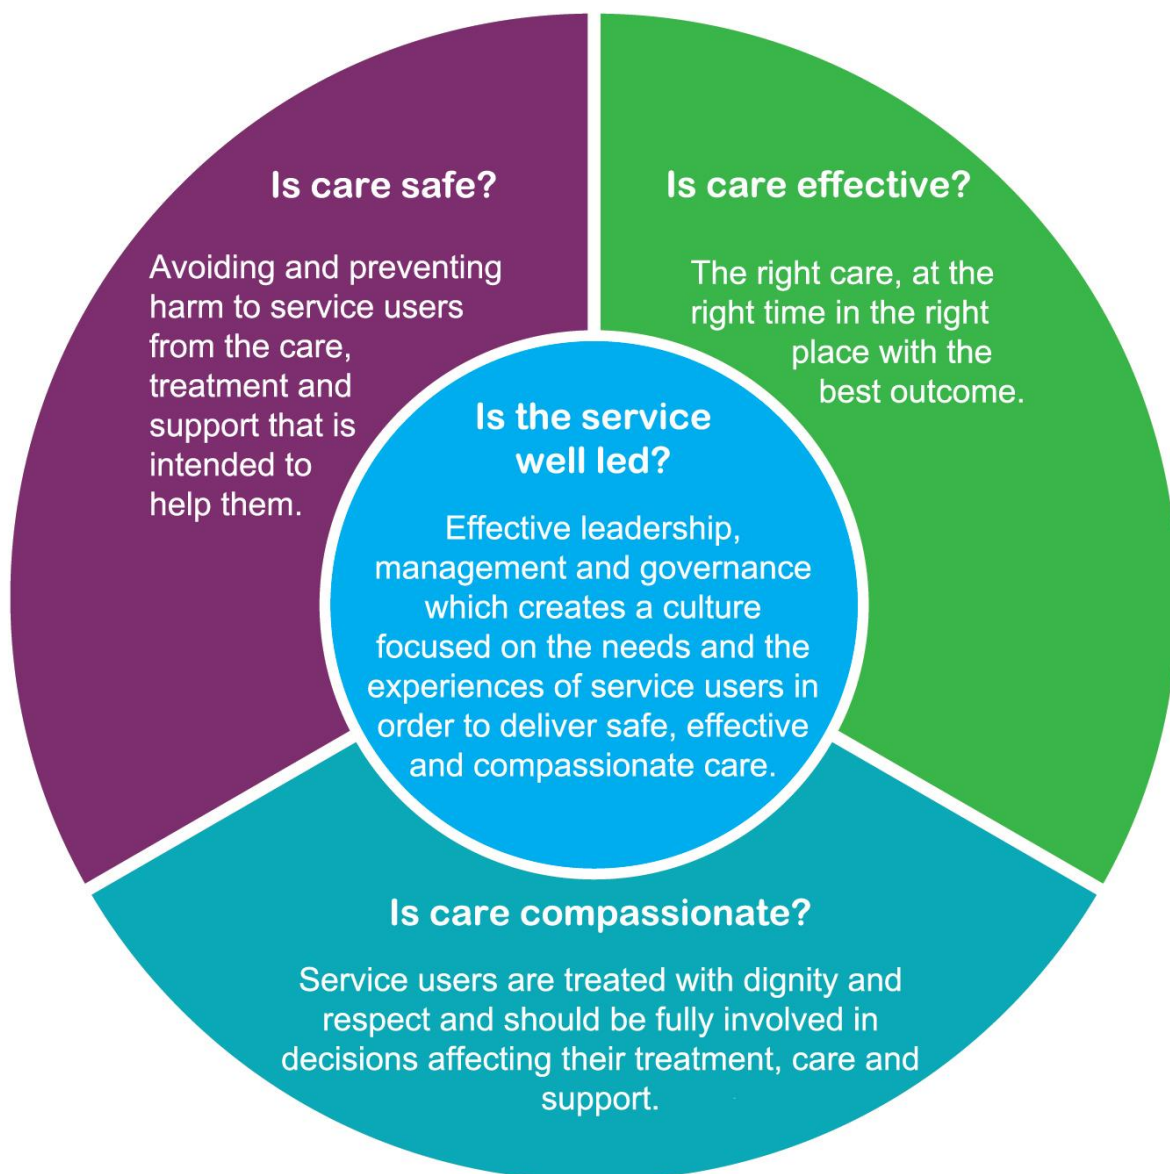 Is care safe?
Avoiding and preventing
harm to service users
from the care,
treatment and
support that is
intended to
help them.
Is care effective?
The right care, at the
right time in the right
place with the
best outcome.
Is the service
well led?
Effective leadership,
management and governance
which creates a culture
focused on the needs and the
experiences of service users in
order to deliver safe, effective
and compassionate care.
Is care compassionate?
Service users are treated with dignity and
respect and should be fully involved in
decisions affecting their treatment, care and
support.